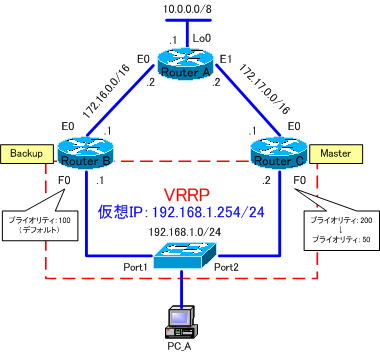 10.0.0.0/8
.1 Lo0
E0 E1
Router A
.2 .2
172.16.0.0/16
172.17.0.0/16
E0 .1
.1 E0
Backup
Router B
Router C
Master
F0 .1
.2 F0
VRRP
仮想IP: 192.168.1.254/24
プライオリティ: 100
(デフォルト)
プライオリティ: 200
↓
プライオリティ: 50
192.168.1.0/24
Port1
Port2
PC_A